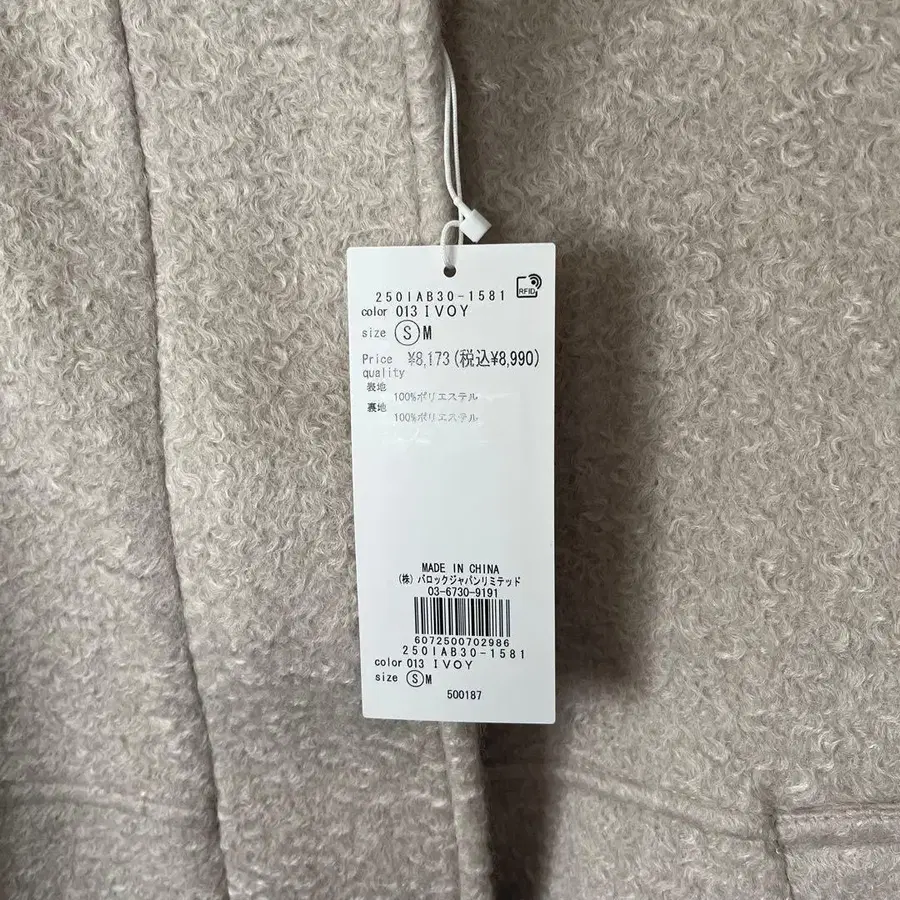 RFID
250IAB30-1581
color 013 IVOY
size Ⓢ M
Price ¥8,173(税込¥8,990)
quality
表地
100%ポリエステル
裏地
100%ポリエステル
MADE IN CHINA
(株) バロックジャパンリミテッド
03-6730-9191
6072500702986
250IAB30-1581
color 013 IVOY
size Ⓢ M
500187